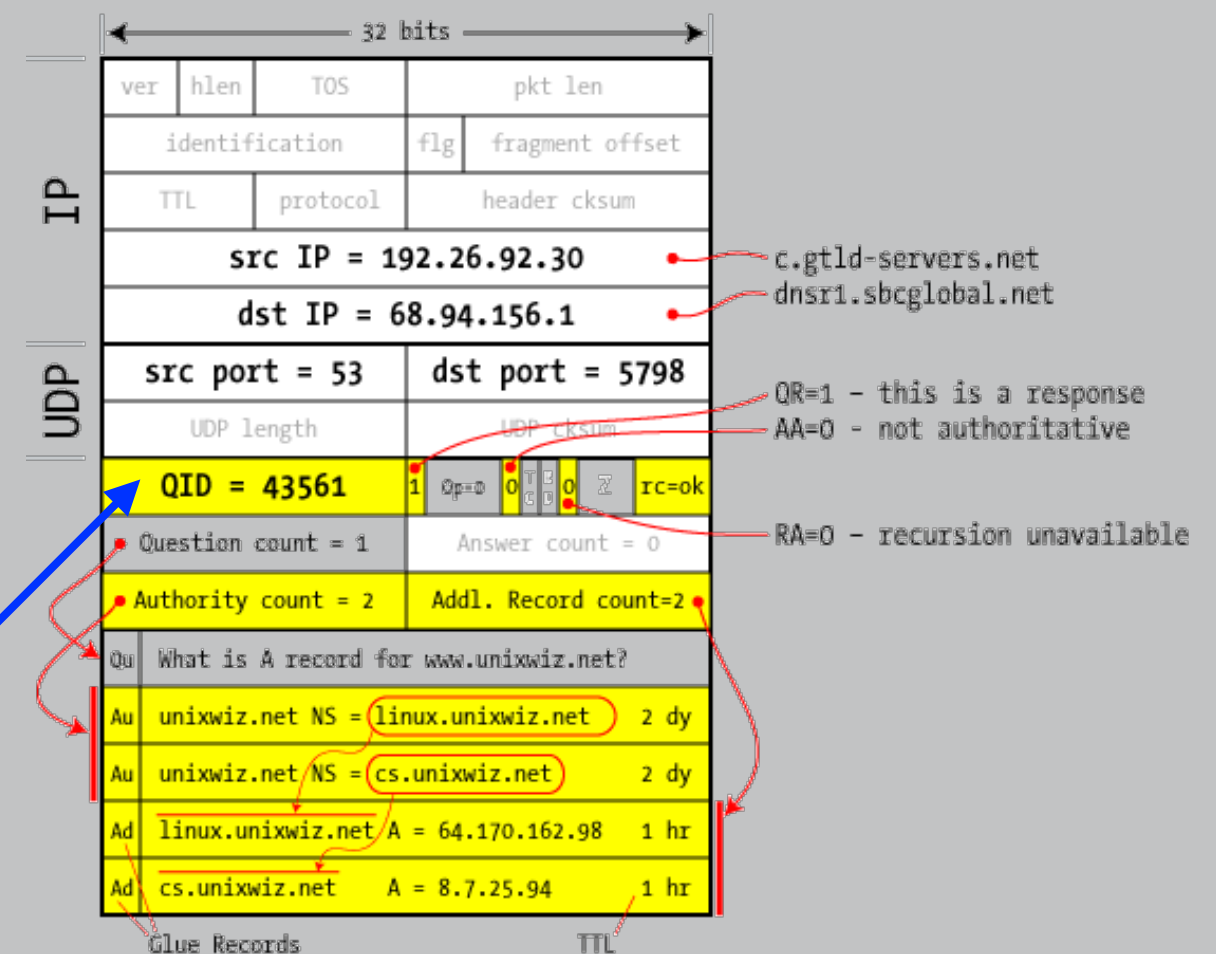 32 bits
ver hlen TOS pkt len
identification flg fragment offset
TTL protocol header cksum
IP
src IP = 192.26.92.30 c.gtld-servers.net
dst IP = 68.94.156.1 dnsr1.sbcglobal.net
UDP
src port = 53 dst port = 5798
QR=1 – this is a response
UDP length UDP cksum AA=0 - not authoritative
QID = 43561 1 Op=0 0 TC RD 0 Z rc=ok
Question count = 1 Answer count = 0 RA=0 – recursion unavailable
Authority count = 2 Addl. Record count=2
Qu What is A record for www.unixwiz.net?
Au unixwiz.net NS = linux.unixwiz.net 2 dy
Au unixwiz.net NS = cs.unixwiz.net 2 dy
Ad linux.unixwiz.net A = 64.170.162.98 1 hr
Ad cs.unixwiz.net A = 8.7.25.94 1 hr
Glue Records TTL